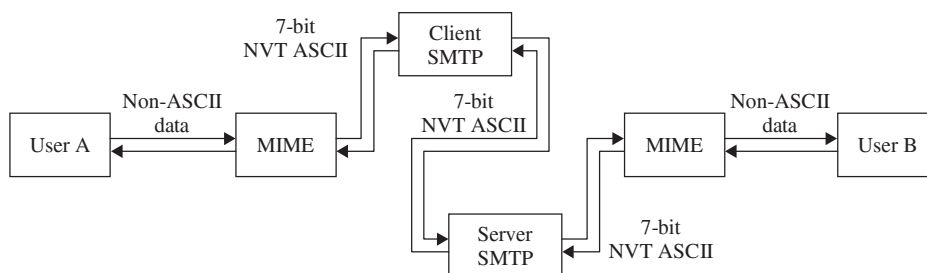 7-bit
NVT ASCII
Client
SMTP
Non-ASCII
data
User A
MIME
7-bit
NVT ASCII
MIME
Non-ASCII
data
User B
Server
SMTP
7-bit
NVT ASCII